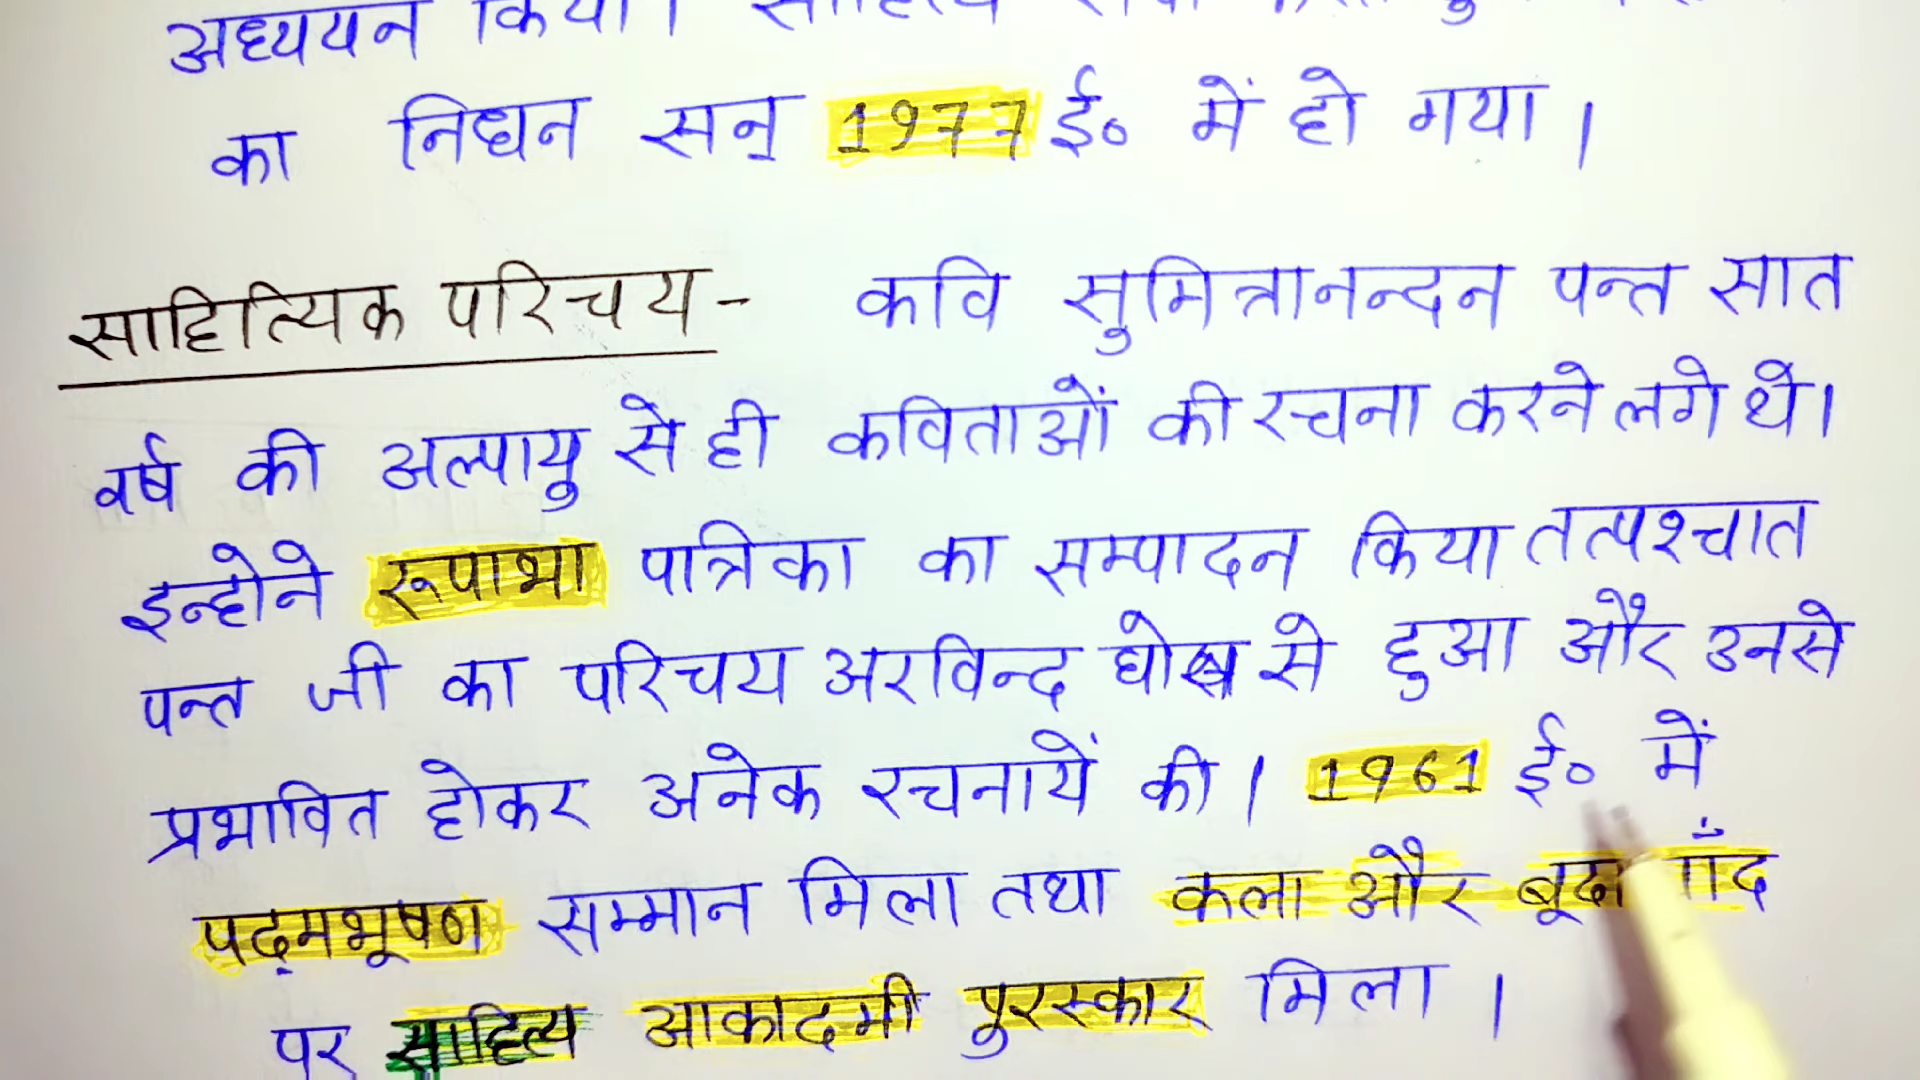 अध्ययन किया। साहित्य
का निधन सन् 1977 ई० में हो गया।
साहित्यिक परिचय- कवि सुमित्रानन्दन पन्त सात
वर्ष की अल्पायु से ही कविताओं की रचना करने लगे थे।
इन्होने रूपाभा पत्रिका का सम्पादन किया तत्पश्चात
पन्त जी का परिचय अरविन्द घोष से हुआ और उनसे
प्रभावित होकर अनेक रचनायें की। 1961 ई० में
पद्मभूषण सम्मान मिला तथा कला और बूढ़ा चाँद
पर साहित्य आकादमी पुरस्कार मिला।